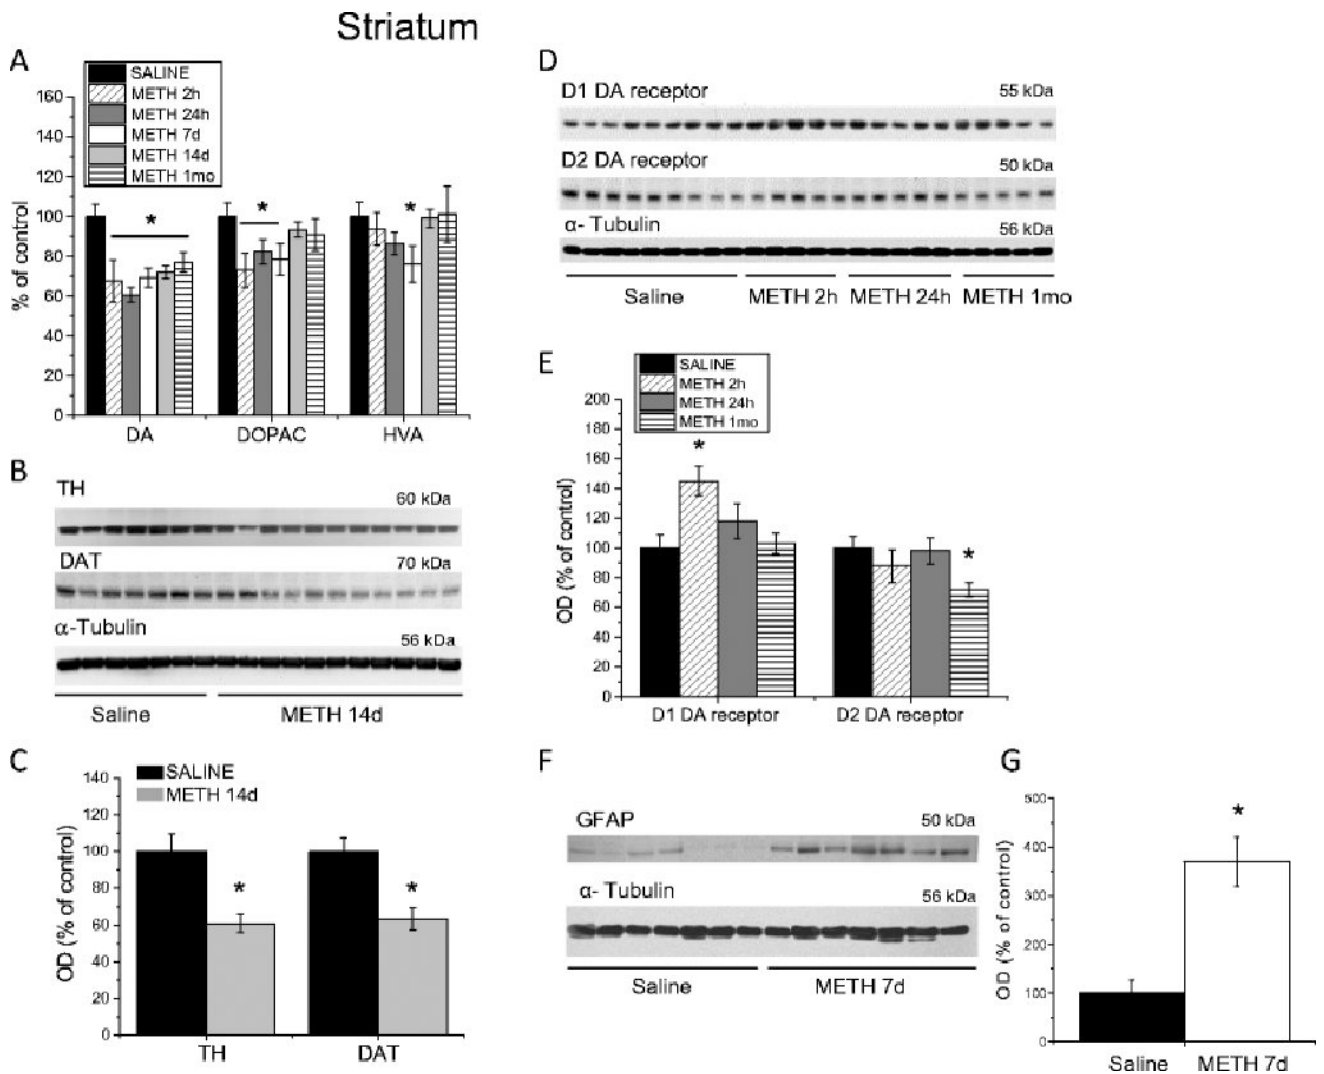 Striatum
A
SALINE
METH 2h
METH 24h
METH 7d
METH 14d
METH 1mo
160
140
120
100
80
60
40
20
0
% of control
*
*
*
DA
DOPAC
HVA
B
TH
60 kDa
DAT
70 kDa
α-Tubulin
56 kDa
Saline
METH 14d
C
SALINE
METH 14d
140
120
100
80
60
40
20
0
OD (% of control)
*
*
TH
DAT
D
D1 DA receptor
55 kDa
D2 DA receptor
50 kDa
α- Tubulin
56 kDa
Saline
METH 2h
METH 24h
METH 1mo
E
SALINE
METH 2h
METH 24h
METH 1mo
200
180
160
140
120
100
80
60
40
20
0
OD (% of control)
*
*
D1 DA receptor
D2 DA receptor
F
GFAP
50 kDa
α- Tubulin
56 kDa
Saline
METH 7d
G
500
400
300
200
100
0
OD (% of control)
*
Saline
METH 7d